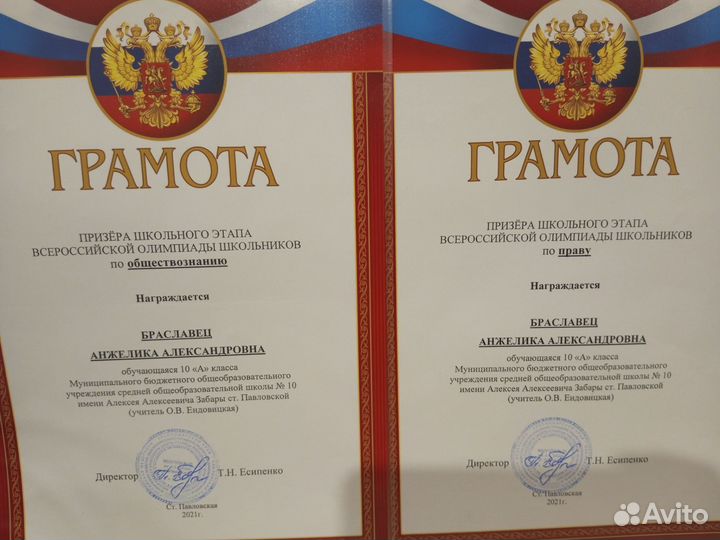 ГРАМОТА
ПРИЗЁРА ШКОЛЬНОГО ЭТАПА
ВСЕРОССИЙСКОЙ ОЛИМПИАДЫ ШКОЛЬНИКОВ
по обществознанию
Награждается
БРАСЛАВЕЦ
АНЖЕЛИКА АЛЕКСАНДРОВНА
обучающаяся 10 «А» класса
Муниципального бюджетного общеобразовательного
учреждения средней общеобразовательной школы № 10
имени Алексея Алексеевича Забары ст. Павловской
(учитель О.В. Ендовицкая)
Директор Т.Н. Есипенко
Ст. Павловская
2021г.
ГРАМОТА
ПРИЗЁРА ШКОЛЬНОГО ЭТАПА
ВСЕРОССИЙСКОЙ ОЛИМПИАДЫ ШКОЛЬНИКОВ
по праву
Награждается
БРАСЛАВЕЦ
АНЖЕЛИКА АЛЕКСАНДРОВНА
обучающаяся 10 «А» класса
Муниципального бюджетного общеобразовательного
учреждения средней общеобразовательной школы № 10
имени Алексея Алексеевича Забары ст. Павловской
(учитель О.В. Ендовицкая)
Директор Т.Н. Есипенко
Ст. Павловская
2021г.
Avito